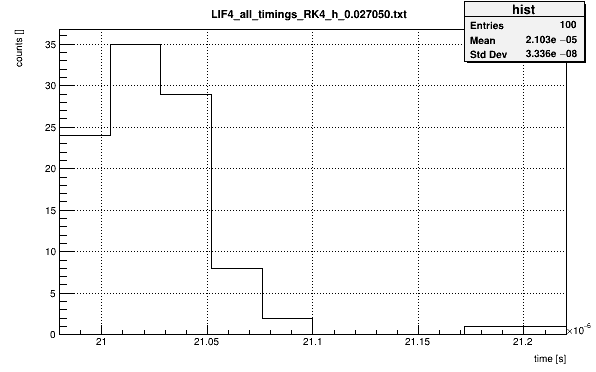 LIF4_all_timings_RK4_h_0.027050.txt
hist
Entries 100
Mean 2.103e −05
Std Dev 3.336e −08
counts []
35
30
25
20
15
10
5
0
21 21.05 21.1 21.15 21.2
×10⁻⁶
time [s]